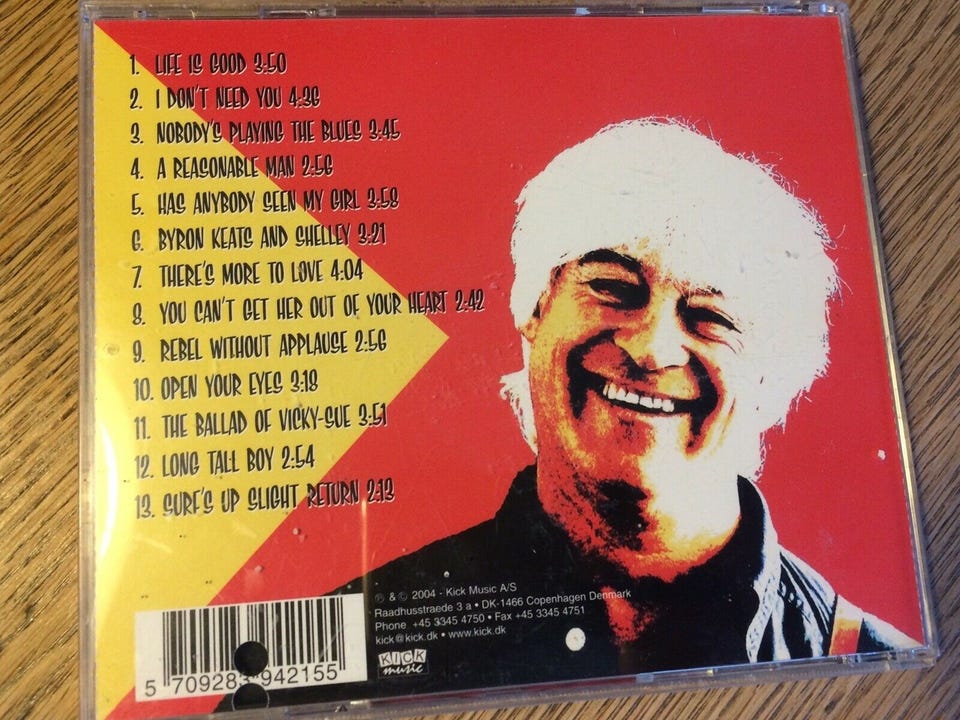 1. LIFE IS GOOD 3:50
2. I DON'T NEED YOU 4:36
3. NOBODY'S PLAYING THE BLUES 3:45
4. A REASONABLE MAN 2:56
5. HAS ANYBODY SEEN MY GIRL 3:58
6. BYRON KEATS AND SHELLEY 3:21
7. THERE'S MORE TO LOVE 4:04
8. YOU CAN'T GET HER OUT OF YOUR HEART 2:42
9. REBEL WITHOUT APPLAUSE 2:56
10. OPEN YOUR EYES 3:18
11. THE BALLAD OF VICKY-SUE 3:51
12. LONG TALL BOY 2:54
13. SURF'S UP SLIGHT RETURN 2:13
℗ & © 2004 - Kick Music A/S
Raadhusstraede 3 a • DK-1466 Copenhagen Denmark
Phone +45 3345 4750 • Fax +45 3345 4751
kick@kick.dk • www.kick.dk
KICK
music
5 709283 942155